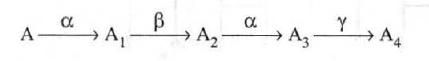 A —α→ A₁ —β→ A₂ —α→ A₃ —γ→ A₄